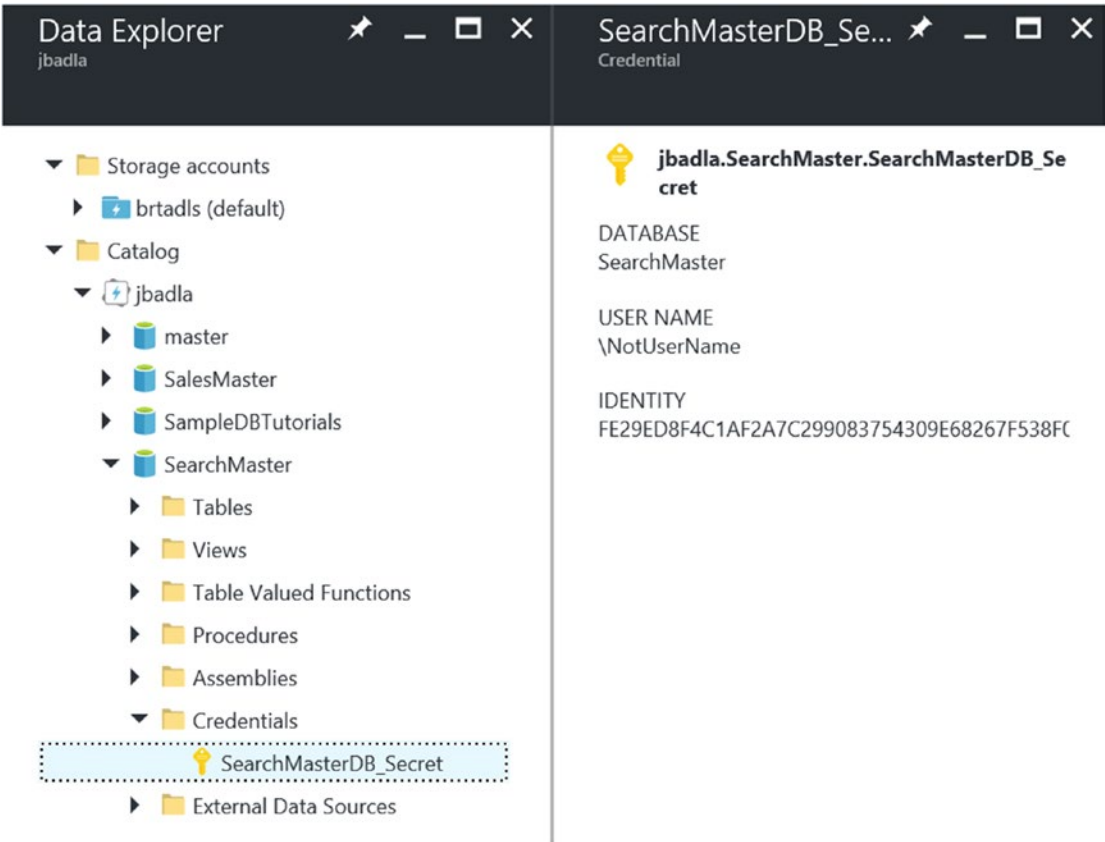 Data Explorer
jbadla
Storage accounts
brtadls (default)
Catalog
jbadla
master
SalesMaster
SampleDBTutorials
SearchMaster
Tables
Views
Table Valued Functions
Procedures
Assemblies
Credentials
SearchMasterDB_Secret
External Data Sources
SearchMasterDB_Se...
Credential
jbadla.SearchMaster.SearchMasterDB_Se
cret
DATABASE
SearchMaster
USER NAME
\NotUserName
IDENTITY
FE29ED8F4C1AF2A7C299083754309E68267F538F(